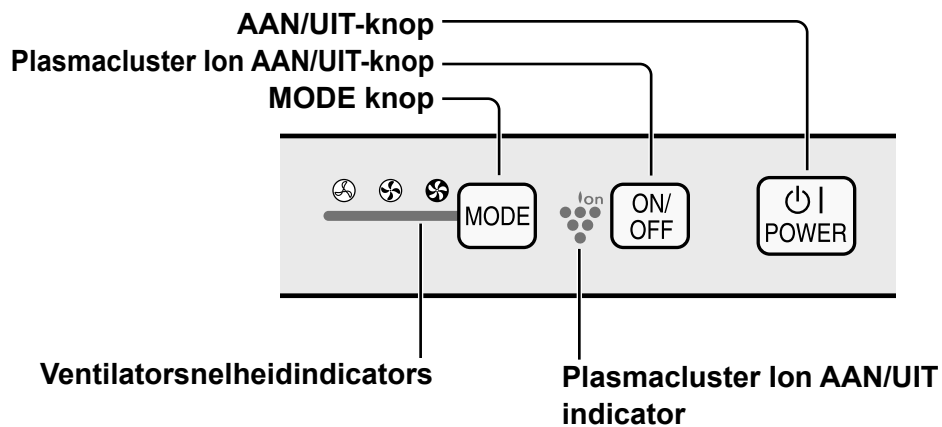 AAN/UIT-knop
Plasmacluster Ion AAN/UIT-knop
MODE knop
MODE
ion
ON/
OFF
POWER
Ventilatorsnelheidindicators
Plasmacluster Ion AAN/UIT
indicator